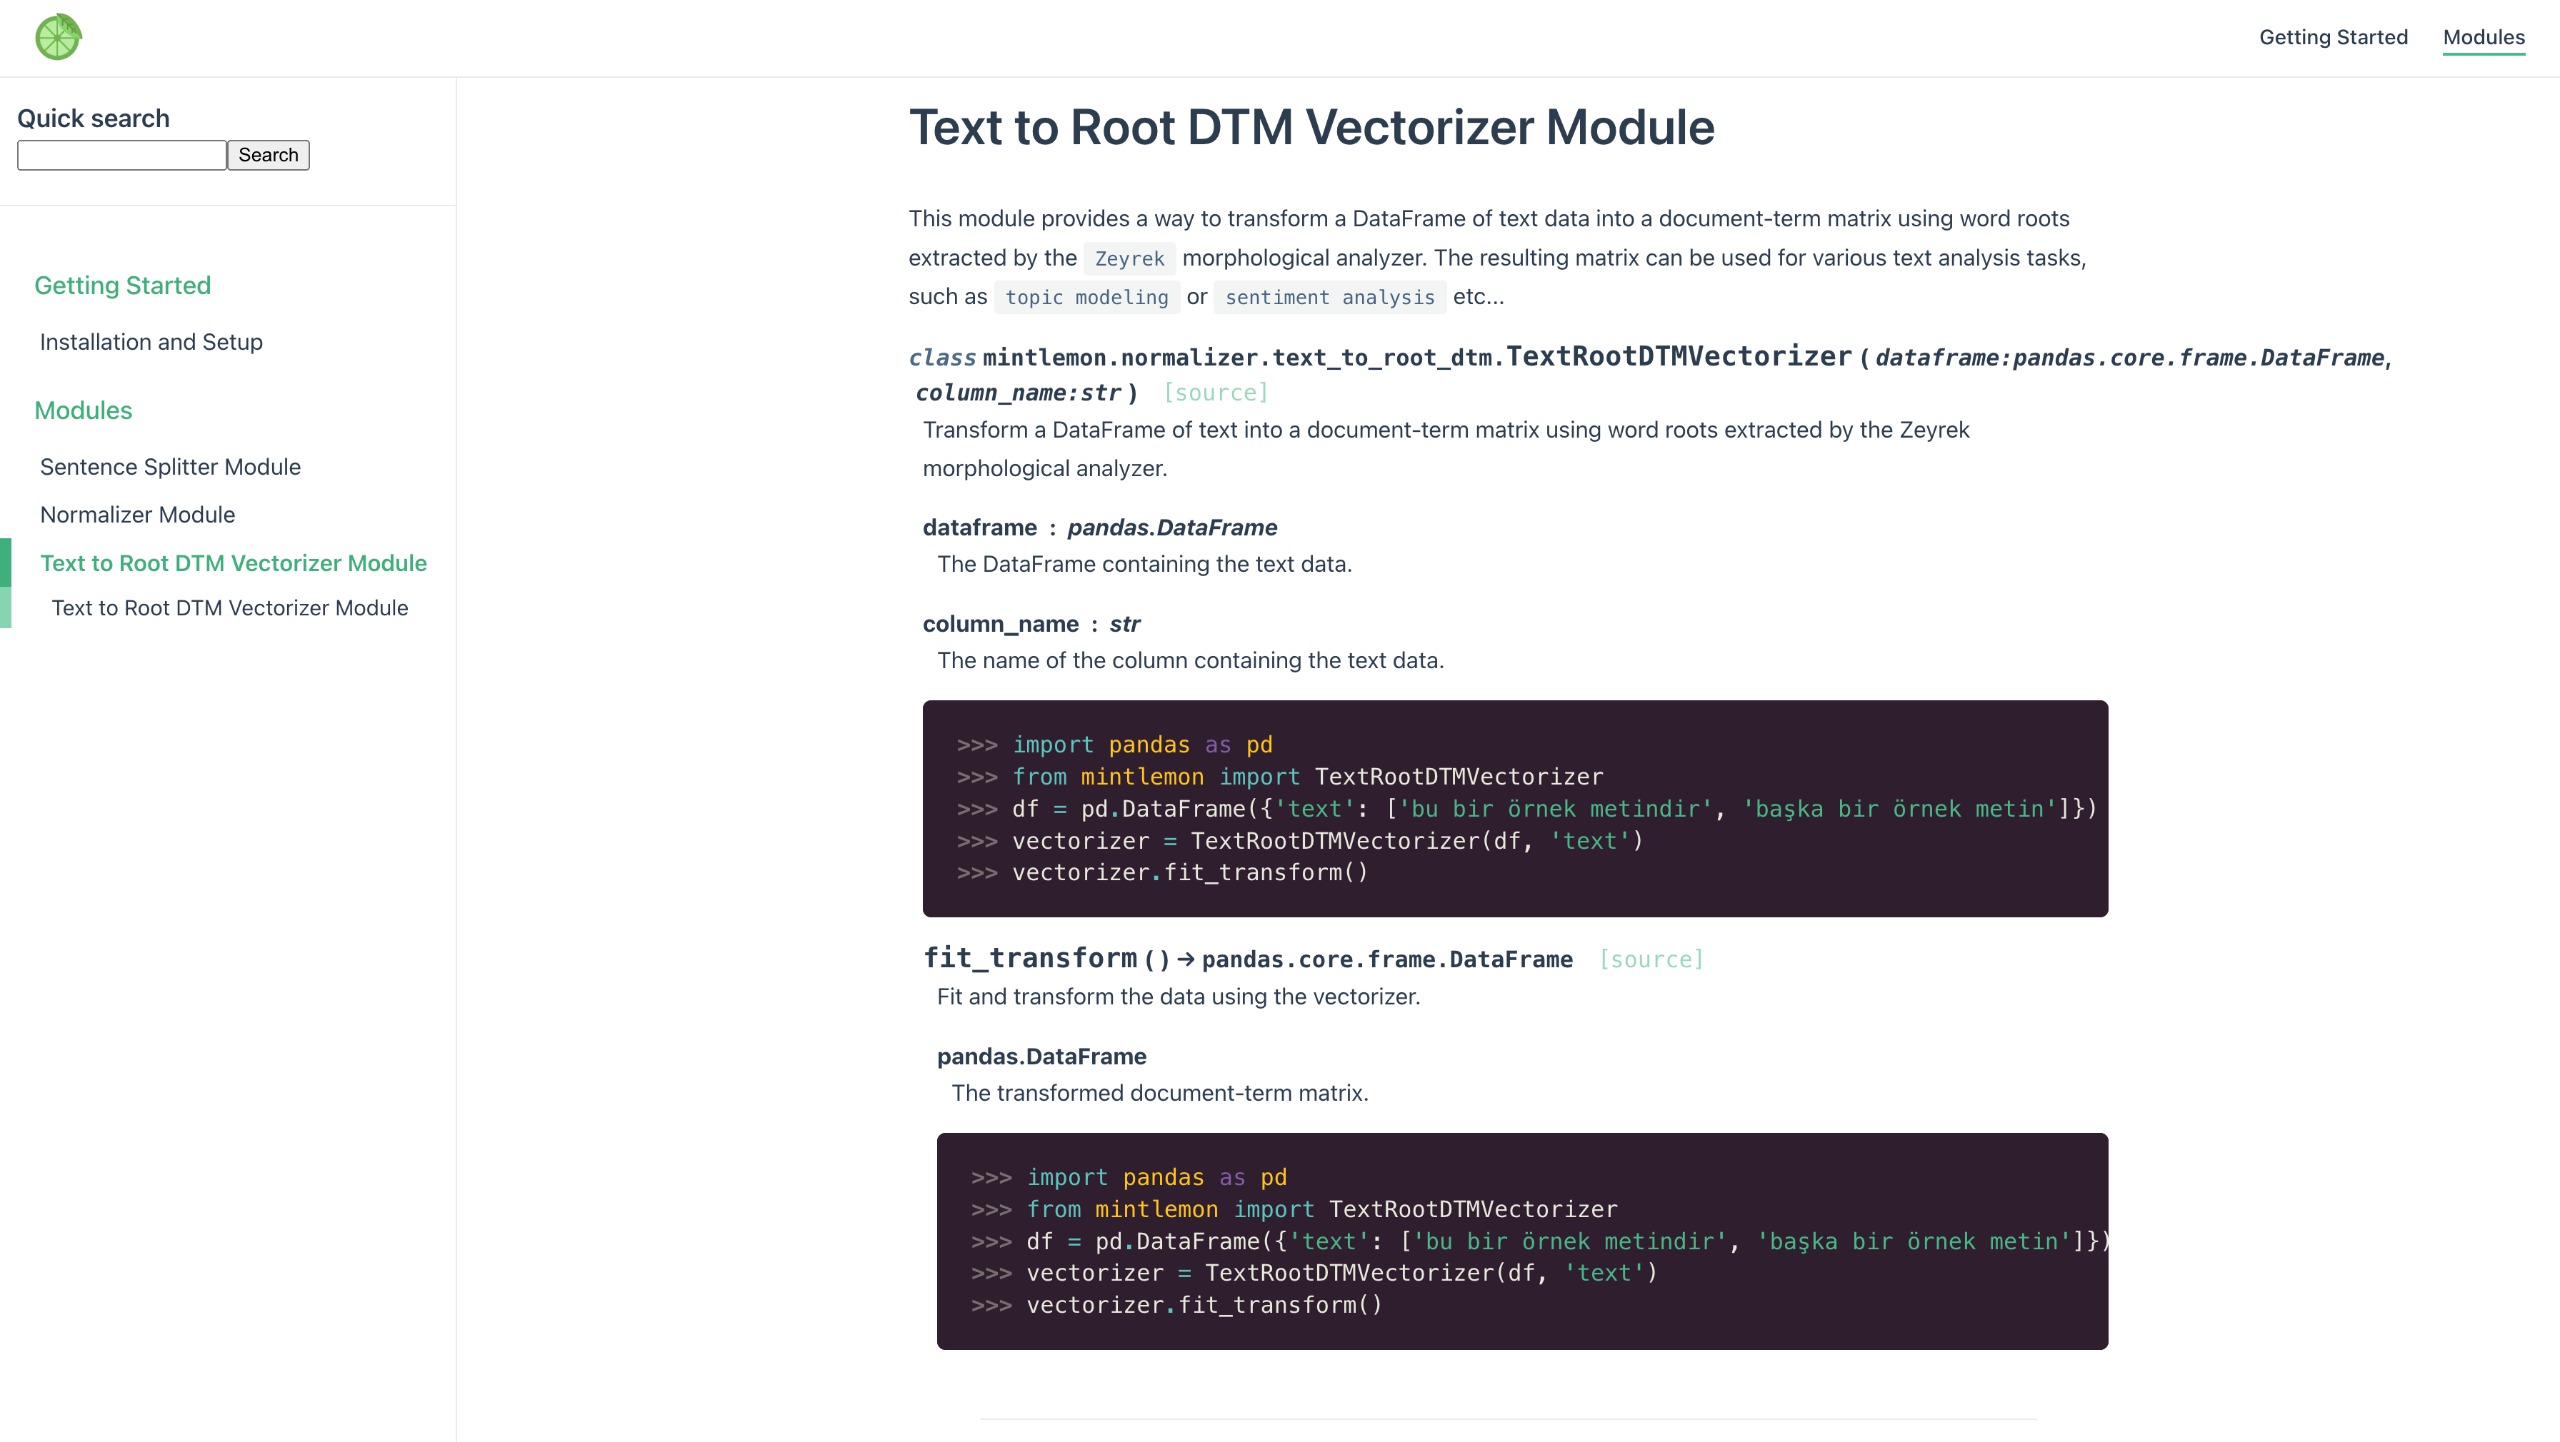 Getting Started Modules
Quick search
Search
Getting Started
Installation and Setup
Modules
Sentence Splitter Module
Normalizer Module
Text to Root DTM Vectorizer Module
Text to Root DTM Vectorizer Module
Text to Root DTM Vectorizer Module
This module provides a way to transform a DataFrame of text data into a document-term matrix using word roots
extracted by the Zeyrek morphological analyzer. The resulting matrix can be used for various text analysis tasks,
such as topic modeling or sentiment analysis etc...
class mintlemon.normalizer.text_to_root_dtm.TextRootDTMVectorizer(dataframe:pandas.core.frame.DataFrame,
column_name:str) [source]
Transform a DataFrame of text into a document-term matrix using word roots extracted by the Zeyrek
morphological analyzer.
dataframe : pandas.DataFrame
The DataFrame containing the text data.
column_name : str
The name of the column containing the text data.
>>> import pandas as pd
>>> from mintlemon import TextRootDTMVectorizer
>>> df = pd.DataFrame({'text': ['bu bir örnek metindir', 'başka bir örnek metin']})
>>> vectorizer = TextRootDTMVectorizer(df, 'text')
>>> vectorizer.fit_transform()
fit_transform() → pandas.core.frame.DataFrame [source]
Fit and transform the data using the vectorizer.
pandas.DataFrame
The transformed document-term matrix.
>>> import pandas as pd
>>> from mintlemon import TextRootDTMVectorizer
>>> df = pd.DataFrame({'text': ['bu bir örnek metindir', 'başka bir örnek metin']})
>>> vectorizer = TextRootDTMVectorizer(df, 'text')
>>> vectorizer.fit_transform()